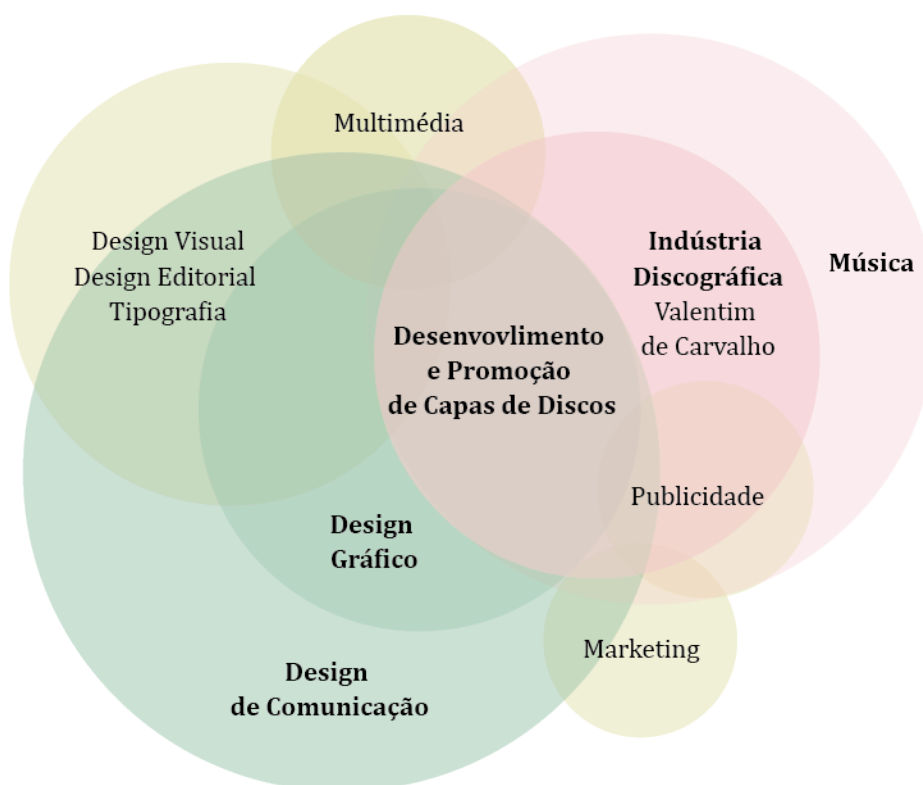 Multimédia
Design Visual
Design Editorial
Tipografia
Indústria
Discográfica
Valentim
de Carvalho
Música
Desenvovlimento
e Promoção
de Capas de Discos
Publicidade
Design
Gráfico
Marketing
Design
de Comunicação